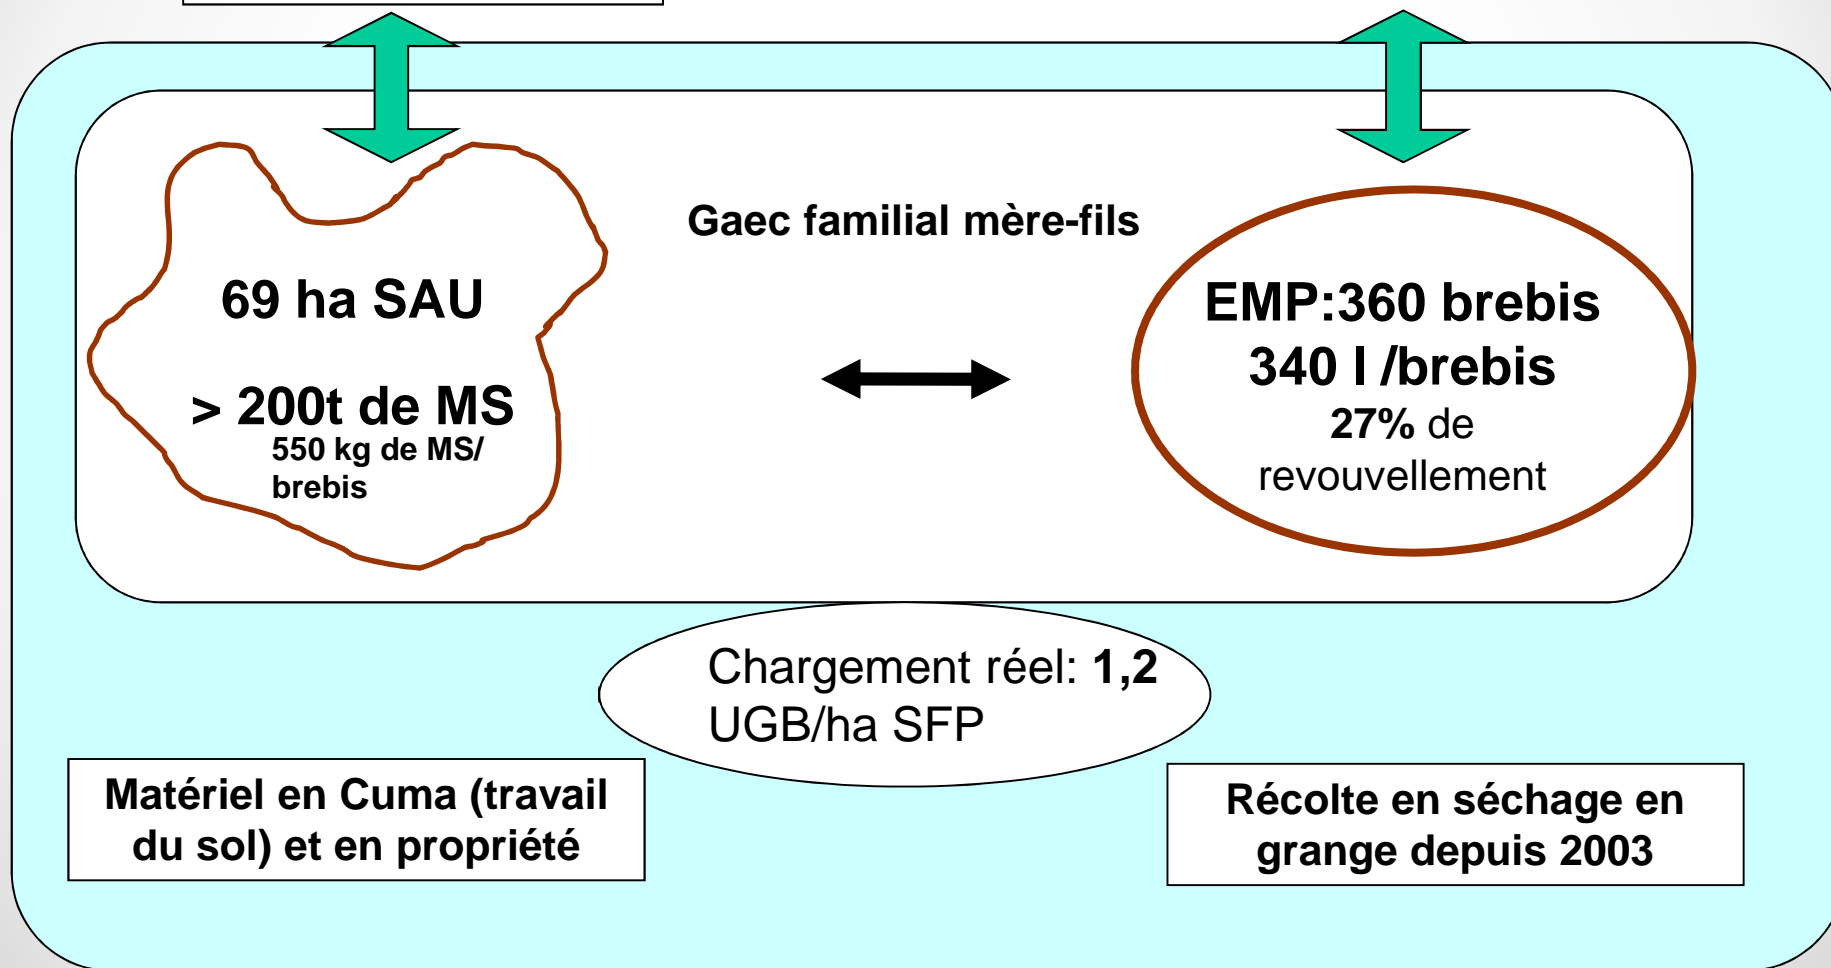 Gaec familial mère-fils
69 ha SAU
> 200t de MS
550 kg de MS/
brebis
EMP:360 brebis
340 l /brebis
27% de
revouvellement
Chargement réel: 1,2
UGB/ha SFP
Matériel en Cuma (travail
du sol) et en propriété
Récolte en séchage en
grange depuis 2003